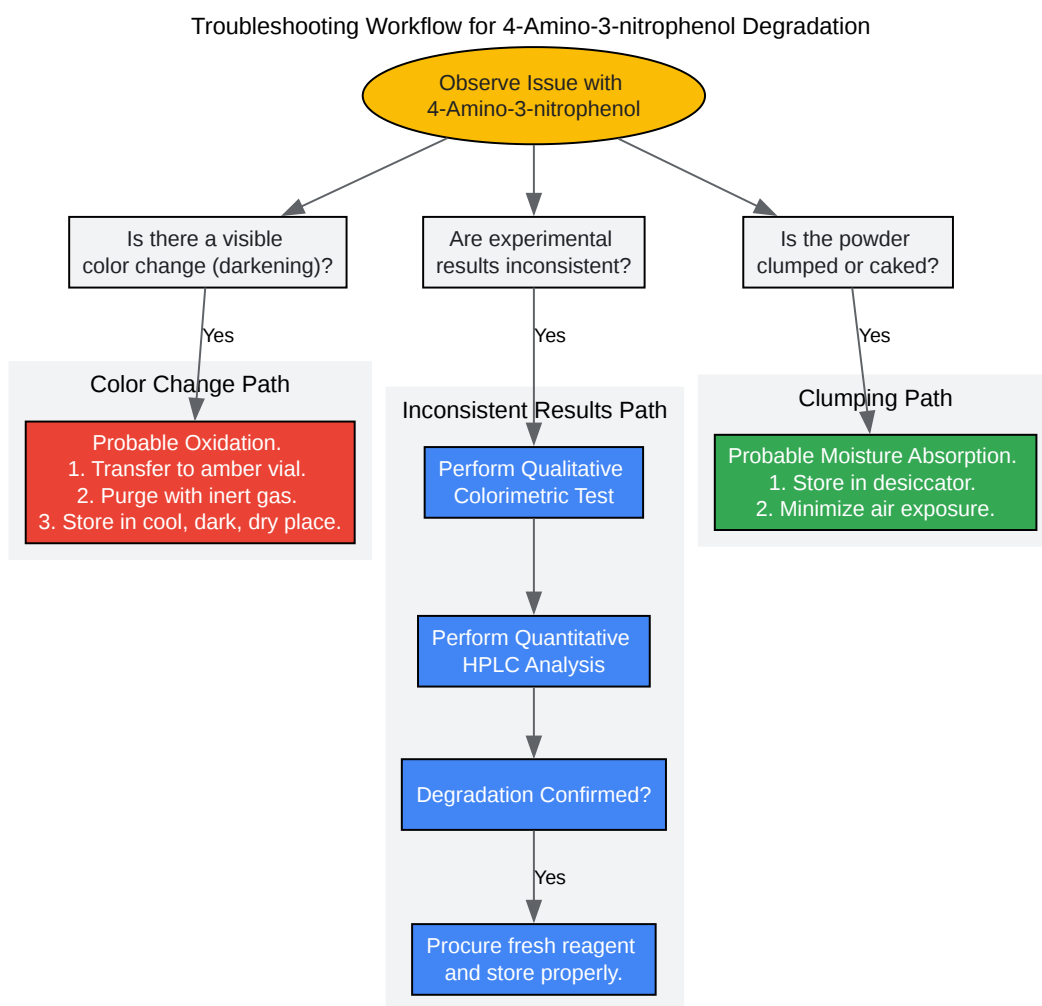 Troubleshooting Workflow for 4-Amino-3-nitrophenol Degradation
Observe Issue with
4-Amino-3-nitrophenol
Is there a visible
color change (darkening)?
Are experimental
results inconsistent?
Is the powder
clumped or caked?
Yes
Yes
Yes
Color Change Path
Probable Oxidation.
1. Transfer to amber vial.
2. Purge with inert gas.
3. Store in cool, dark, dry place.
Inconsistent Results Path
Perform Qualitative
Colorimetric Test
Perform Quantitative
HPLC Analysis
Degradation Confirmed?
Yes
Procure fresh reagent
and store properly.
Clumping Path
Probable Moisture Absorption.
1. Store in desiccator.
2. Minimize air exposure.